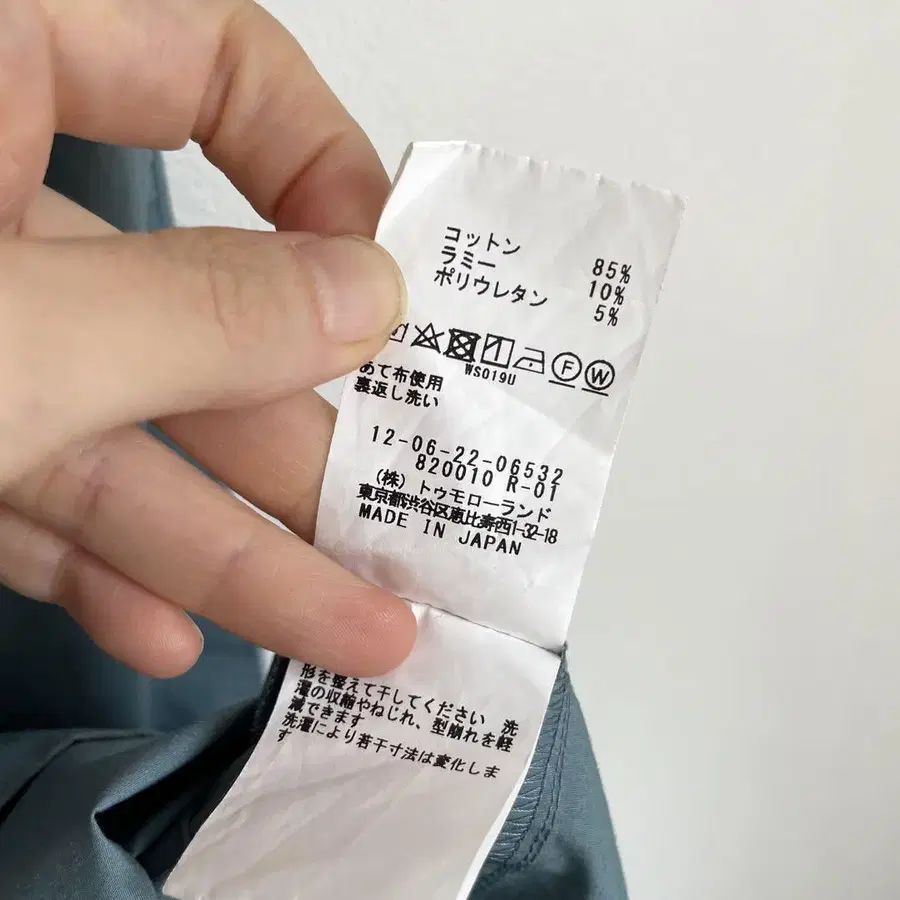 コットン 85%
ラミー 10%
ポリウレタン 5%
F W
WS019U
あて布使用
裏返し洗い
12-06-22-06532
820010 R-01
(株)トゥモローランド
東京都渋谷区恵比寿西1-32-18
MADE IN JAPAN
形を整えて干してください 洗
濯の収縮やねじれ、型崩れを軽
減できます
洗濯により若干寸法は変化しま
す